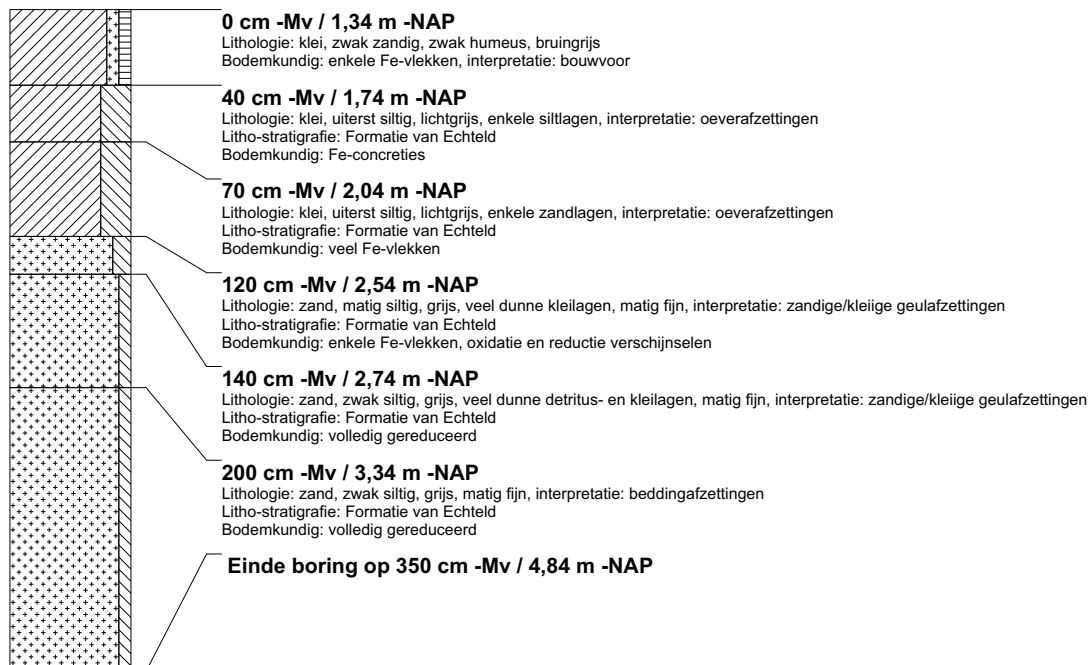 0 cm -Mv / 1,34 m -NAP
Lithologie: klei, zwak zandig, zwak humeus, bruingrijs
Bodemkundig: enkele Fe-vlekken, interpretatie: bouwvoor
40 cm -Mv / 1,74 m -NAP
Lithologie: klei, uiterst siltig, lichtgrijs, enkele siltlagen, interpretatie: oeverafzettingen
Litho-stratigrafie: Formatie van Echteld
Bodemkundig: Fe-concreties
70 cm -Mv / 2,04 m -NAP
Lithologie: klei, uiterst siltig, lichtgrijs, enkele zandlagen, interpretatie: oeverafzettingen
Litho-stratigrafie: Formatie van Echteld
Bodemkundig: veel Fe-vlekken
120 cm -Mv / 2,54 m -NAP
Lithologie: zand, matig siltig, grijs, veel dunne kleilagen, matig fijn, interpretatie: zandige/kleiige geulafzettingen
Litho-stratigrafie: Formatie van Echteld
Bodemkundig: enkele Fe-vlekken, oxidatie en reductie verschijnselen
140 cm -Mv / 2,74 m -NAP
Lithologie: zand, zwak siltig, grijs, veel dunne detritus- en kleilagen, matig fijn, interpretatie: zandige/kleiige geulafzettingen
Litho-stratigrafie: Formatie van Echteld
Bodemkundig: volledig gereduceerd
200 cm -Mv / 3,34 m -NAP
Lithologie: zand, zwak siltig, grijs, matig fijn, interpretatie: beddingafzettingen
Litho-stratigrafie: Formatie van Echteld
Bodemkundig: volledig gereduceerd
Einde boring op 350 cm -Mv / 4,84 m -NAP